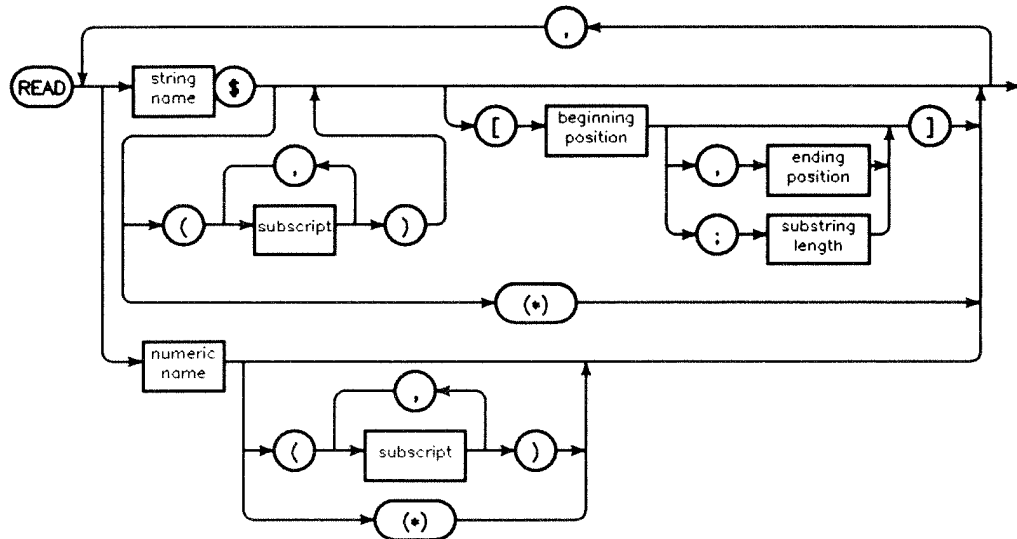 ,
READ
string
name
$
[
beginning
position
]
,
ending
position
,
(
subscript
)
;
substring
length
(*)
numeric
name
,
(
subscript
)
(*)